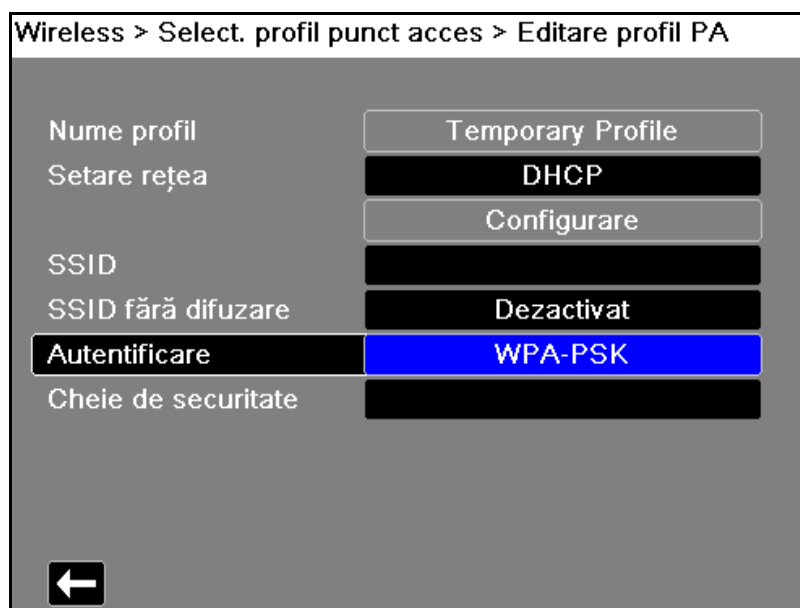 Wireless > Select. profil punct acces > Editare profil PA
Nume profil Temporary Profile
Setare rețea DHCP
Configurare
SSID
SSID fără difuzare Dezactivat
Autentificare WPA-PSK
Cheie de securitate